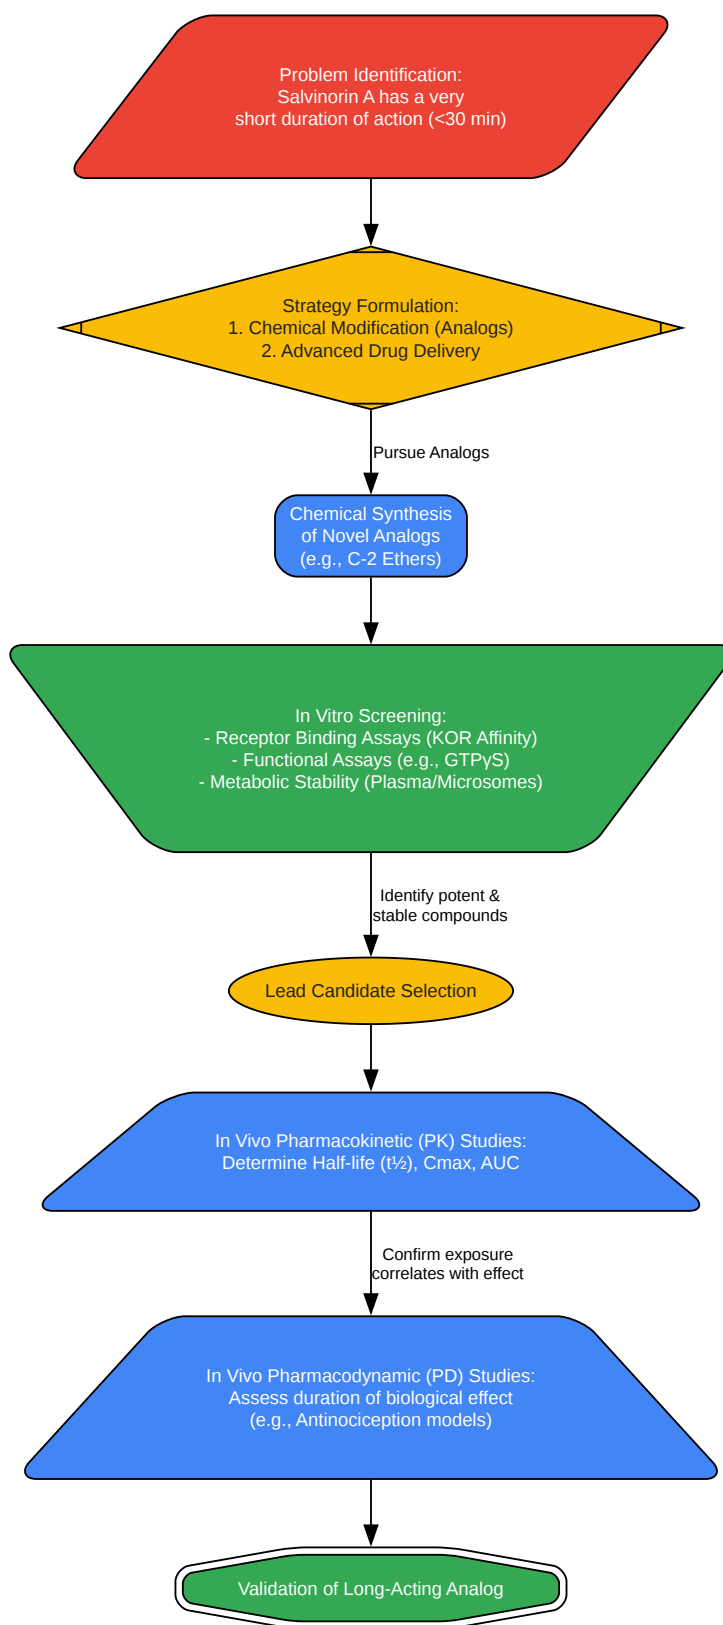 Problem Identification:
Salvinorin A has a very
short duration of action (<30 min)
Strategy Formulation:
1. Chemical Modification (Analogs)
2. Advanced Drug Delivery
Pursue Analogs
Chemical Synthesis
of Novel Analogs
(e.g., C-2 Ethers)
In Vitro Screening:
- Receptor Binding Assays (KOR Affinity)
- Functional Assays (e.g., GTPγS)
- Metabolic Stability (Plasma/Microsomes)
Identify potent &
stable compounds
Lead Candidate Selection
In Vivo Pharmacokinetic (PK) Studies:
Determine Half-life (t½), Cmax, AUC
Confirm exposure
correlates with effect
In Vivo Pharmacodynamic (PD) Studies:
Assess duration of biological effect
(e.g., Antinociception models)
Validation of Long-Acting Analog